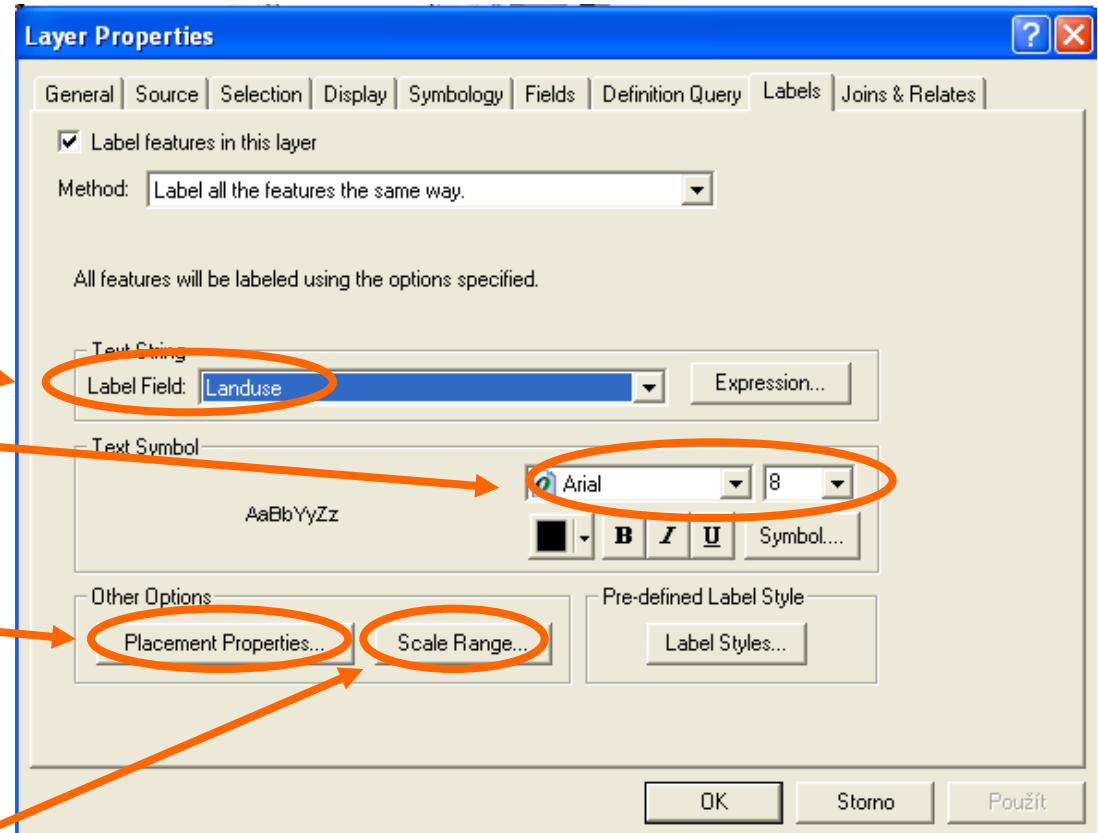 Layer Properties
General Source Selection Display Symbology Fields Definition Query Labels Joins & Relates
Label features in this layer
Method: Label all the features the same way.
All features will be labeled using the options specified.
Text String
Label Field: Landuse Expression...
Text Symbol
AaBbYyZz
Arial 8
B I U Symbol....
Other Options
Placement Properties... Scale Range...
Pre-defined Label Style
Label Styles...
OK Storno Použít